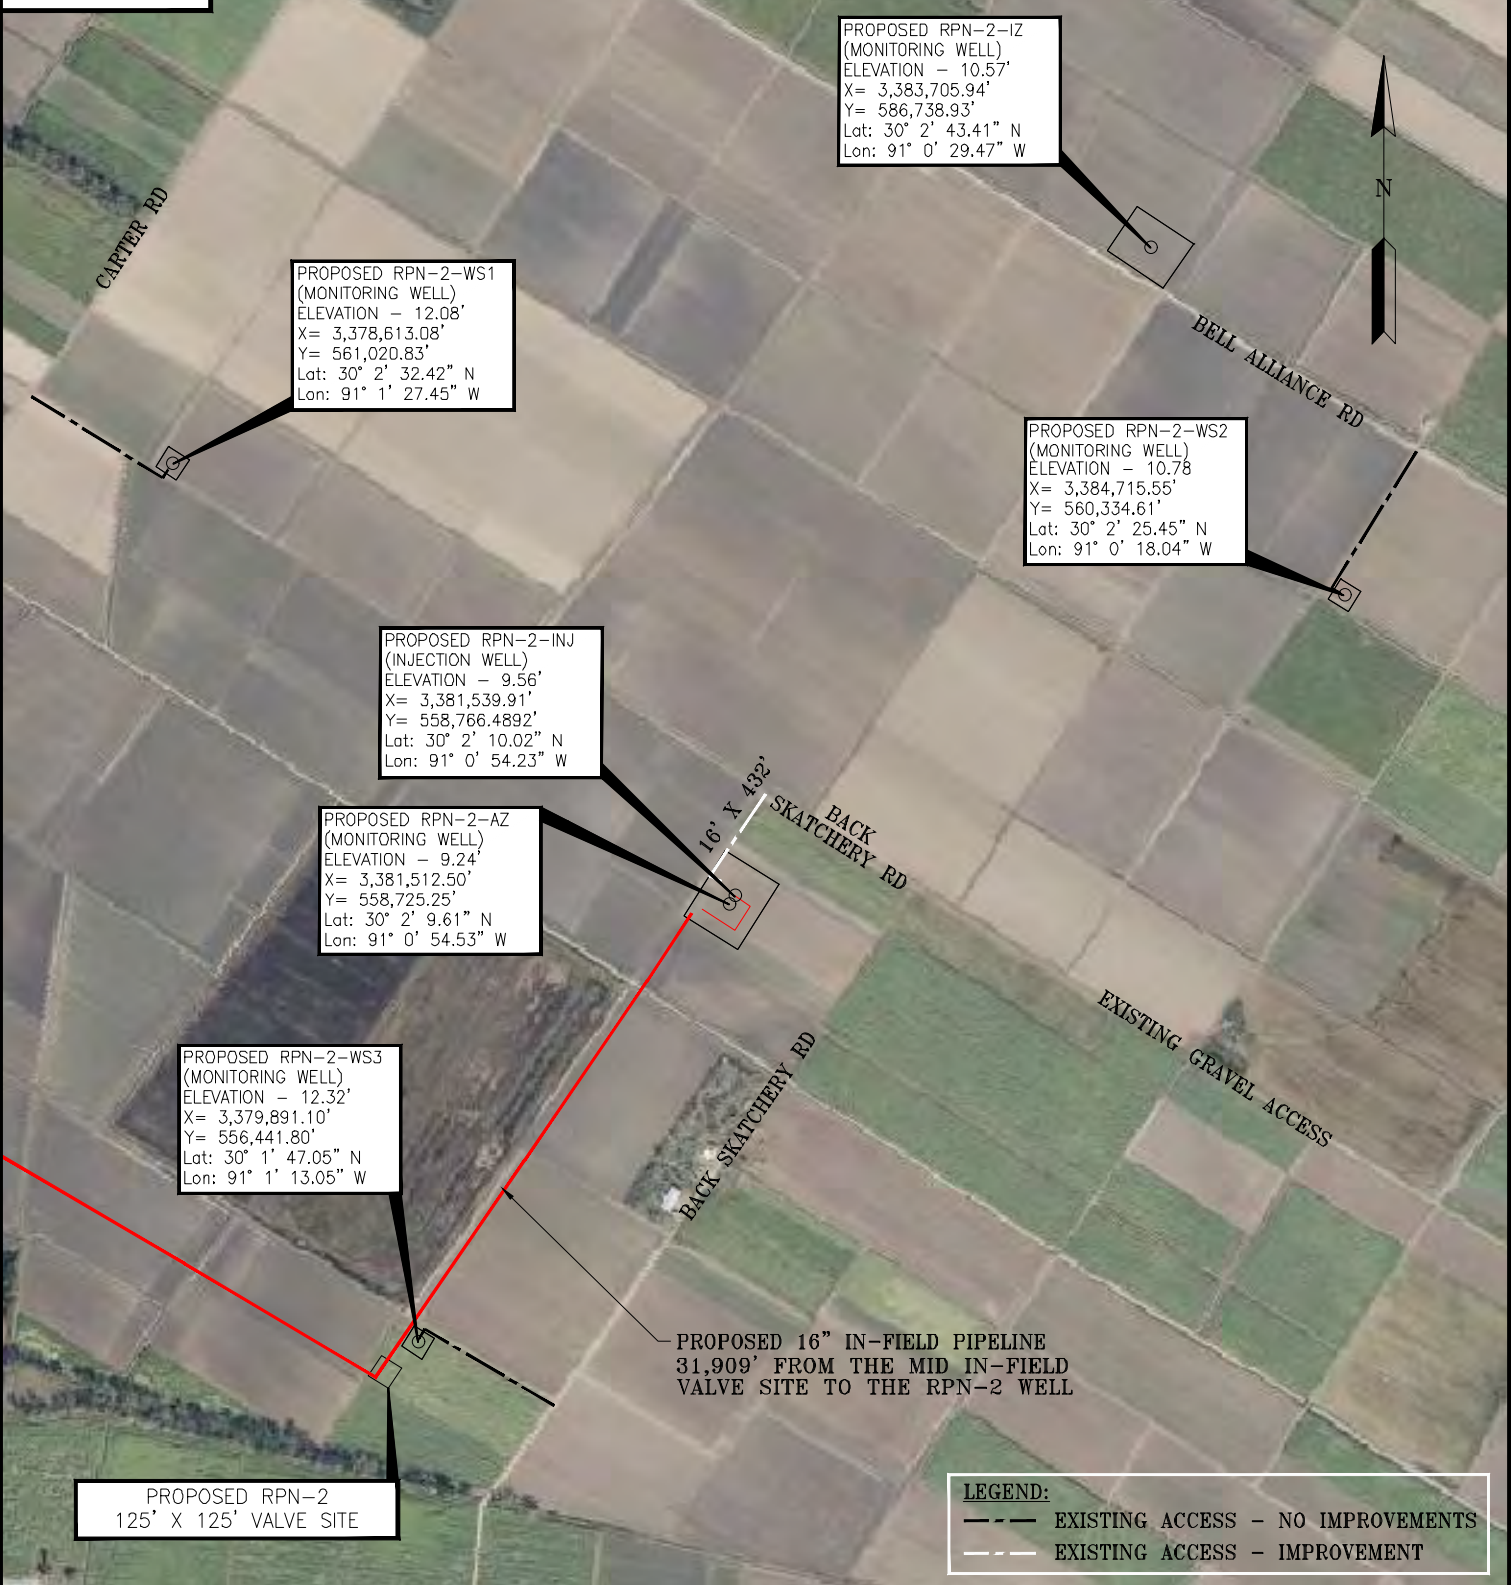 PROPOSED RPN-2-IZ
(MONITORING WELL)
ELEVATION - 10.57'
X= 3,383,705.94'
Y= 586,738.93'
Lat: 30° 2' 43.41" N
Lon: 91° 0' 29.47" W
N
CARTER RD
PROPOSED RPN-2-WS1
(MONITORING WELL)
ELEVATION - 12.08'
X= 3,378,613.08'
Y= 561,020.83'
Lat: 30° 2' 32.42" N
Lon: 91° 1' 27.45" W
BELL ALLIANCE RD
PROPOSED RPN-2-WS2
(MONITORING WELL)
ELEVATION - 10.78
X= 3,384,715.55'
Y= 560,334.61'
Lat: 30° 2' 25.45" N
Lon: 91° 0' 18.04" W
PROPOSED RPN-2-INJ
(INJECTION WELL)
ELEVATION - 9.56'
X= 3,381,539.91'
Y= 558,766.4892'
Lat: 30° 2' 10.02" N
Lon: 91° 0' 54.23" W
16' X 432'
BACK
SKATCHERY RD
PROPOSED RPN-2-AZ
(MONITORING WELL)
ELEVATION - 9.24'
X= 3,381,512.50'
Y= 558,725.25'
Lat: 30° 2' 9.61" N
Lon: 91° 0' 54.53" W
EXISTING GRAVEL ACCESS
BACK SKATCHERY RD
PROPOSED RPN-2-WS3
(MONITORING WELL)
ELEVATION - 12.32'
X= 3,379,891.10'
Y= 556,441.80'
Lat: 30° 1' 47.05" N
Lon: 91° 1' 13.05" W
PROPOSED 16" IN-FIELD PIPELINE
31,909' FROM THE MID IN-FIELD
VALVE SITE TO THE RPN-2 WELL
PROPOSED RPN-2
125' X 125' VALVE SITE
LEGEND:
EXISTING ACCESS - NO IMPROVEMENTS
EXISTING ACCESS - IMPROVEMENT